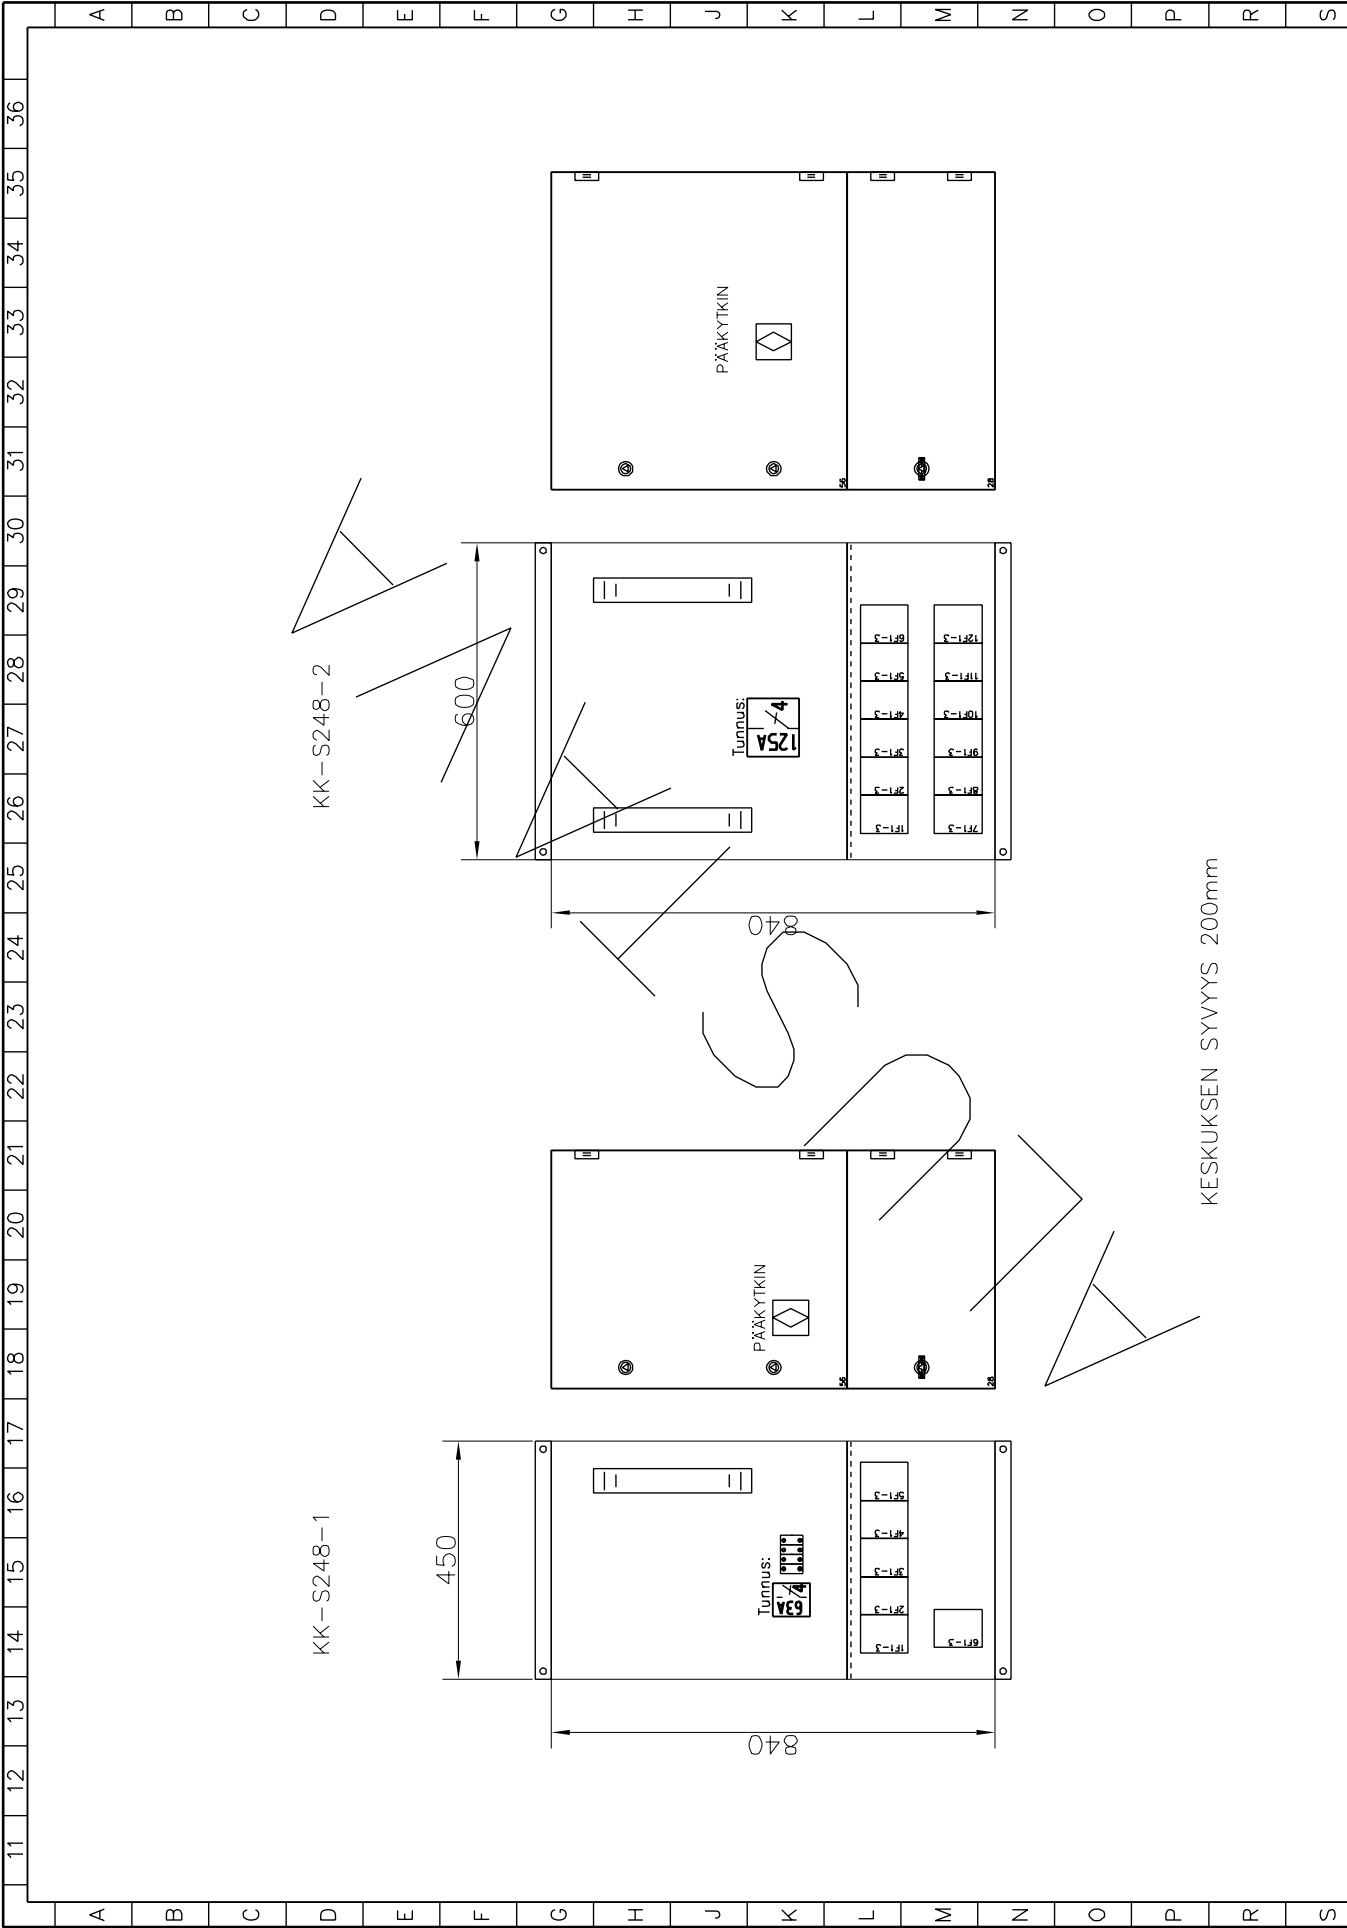 11 12 13 14 15 16 17 18 19 20 21 22 23 24 25 26 27 28 29 30 31 32 33 34 35 36
A A
B B
C C
D D
E E
F F
G G
H H
J J
K K
L L
M M
N N
O O
P P
R R
S S
KK-S248-1
450
840
Tunnus:
63A /4
1F1-3 2F1-3 3F1-3 4F1-3 5F1-3
6F1-3
PÄÄKYTKIN
56
28
KK-S248-2
600
840
Tunnus:
125A /4
1F1-3 2F1-3 3F1-3 4F1-3 5F1-3 6F1-3
7F1-3 8F1-3 9F1-3 10F1-3 11F1-3 12F1-3
PÄÄKYTKIN
56
28
ALUSTAVA
KESKUKSEN SYVYYS 200mm